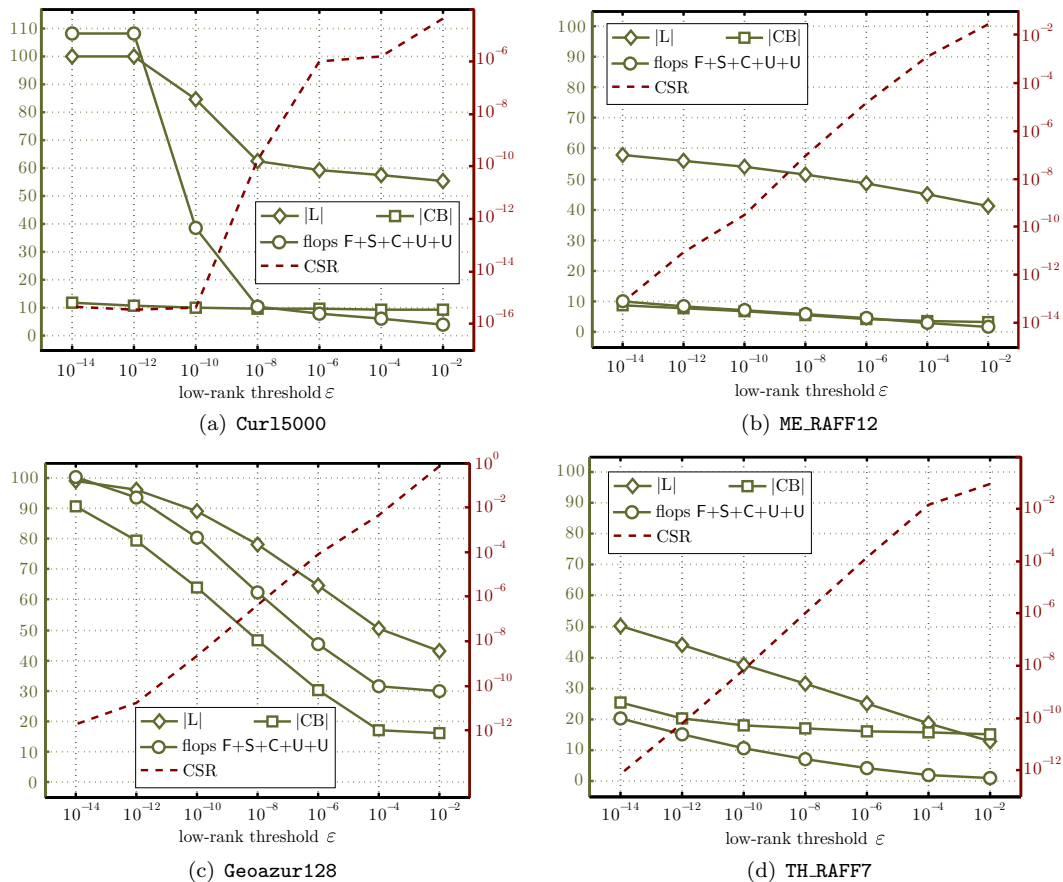 110
100
90
80
70
60
50
40
30
20
10
0
10⁻⁶
10⁻⁸
10⁻¹⁰
10⁻¹²
10⁻¹⁴
10⁻¹⁶
|L| |CB|
flops F+S+C+U+U
CSR
10⁻¹⁴ 10⁻¹² 10⁻¹⁰ 10⁻⁸ 10⁻⁶ 10⁻⁴ 10⁻²
low-rank threshold ε
(a) Curl5000
100
90
80
70
60
50
40
30
20
10
0
|L| |CB|
flops F+S+C+U+U
CSR
10⁻²
10⁻⁴
10⁻⁶
10⁻⁸
10⁻¹⁰
10⁻¹²
10⁻¹⁴
10⁻¹⁴ 10⁻¹² 10⁻¹⁰ 10⁻⁸ 10⁻⁶ 10⁻⁴ 10⁻²
low-rank threshold ε
(b) ME_RAFF12
100
90
80
70
60
50
40
30
20
10
0
10⁰
10⁻²
10⁻⁴
10⁻⁶
10⁻⁸
10⁻¹⁰
10⁻¹²
|L| |CB|
flops F+S+C+U+U
CSR
10⁻¹⁴ 10⁻¹² 10⁻¹⁰ 10⁻⁸ 10⁻⁶ 10⁻⁴ 10⁻²
low-rank threshold ε
(c) Geoazur128
100
90
80
70
60
50
40
30
20
10
0
|L| |CB|
flops F+S+C+U+U
CSR
10⁻²
10⁻⁴
10⁻⁶
10⁻⁸
10⁻¹⁰
10⁻¹²
10⁻¹⁴ 10⁻¹² 10⁻¹⁰ 10⁻⁸ 10⁻⁶ 10⁻⁴ 10⁻²
low-rank threshold ε
(d) TH_RAFF7